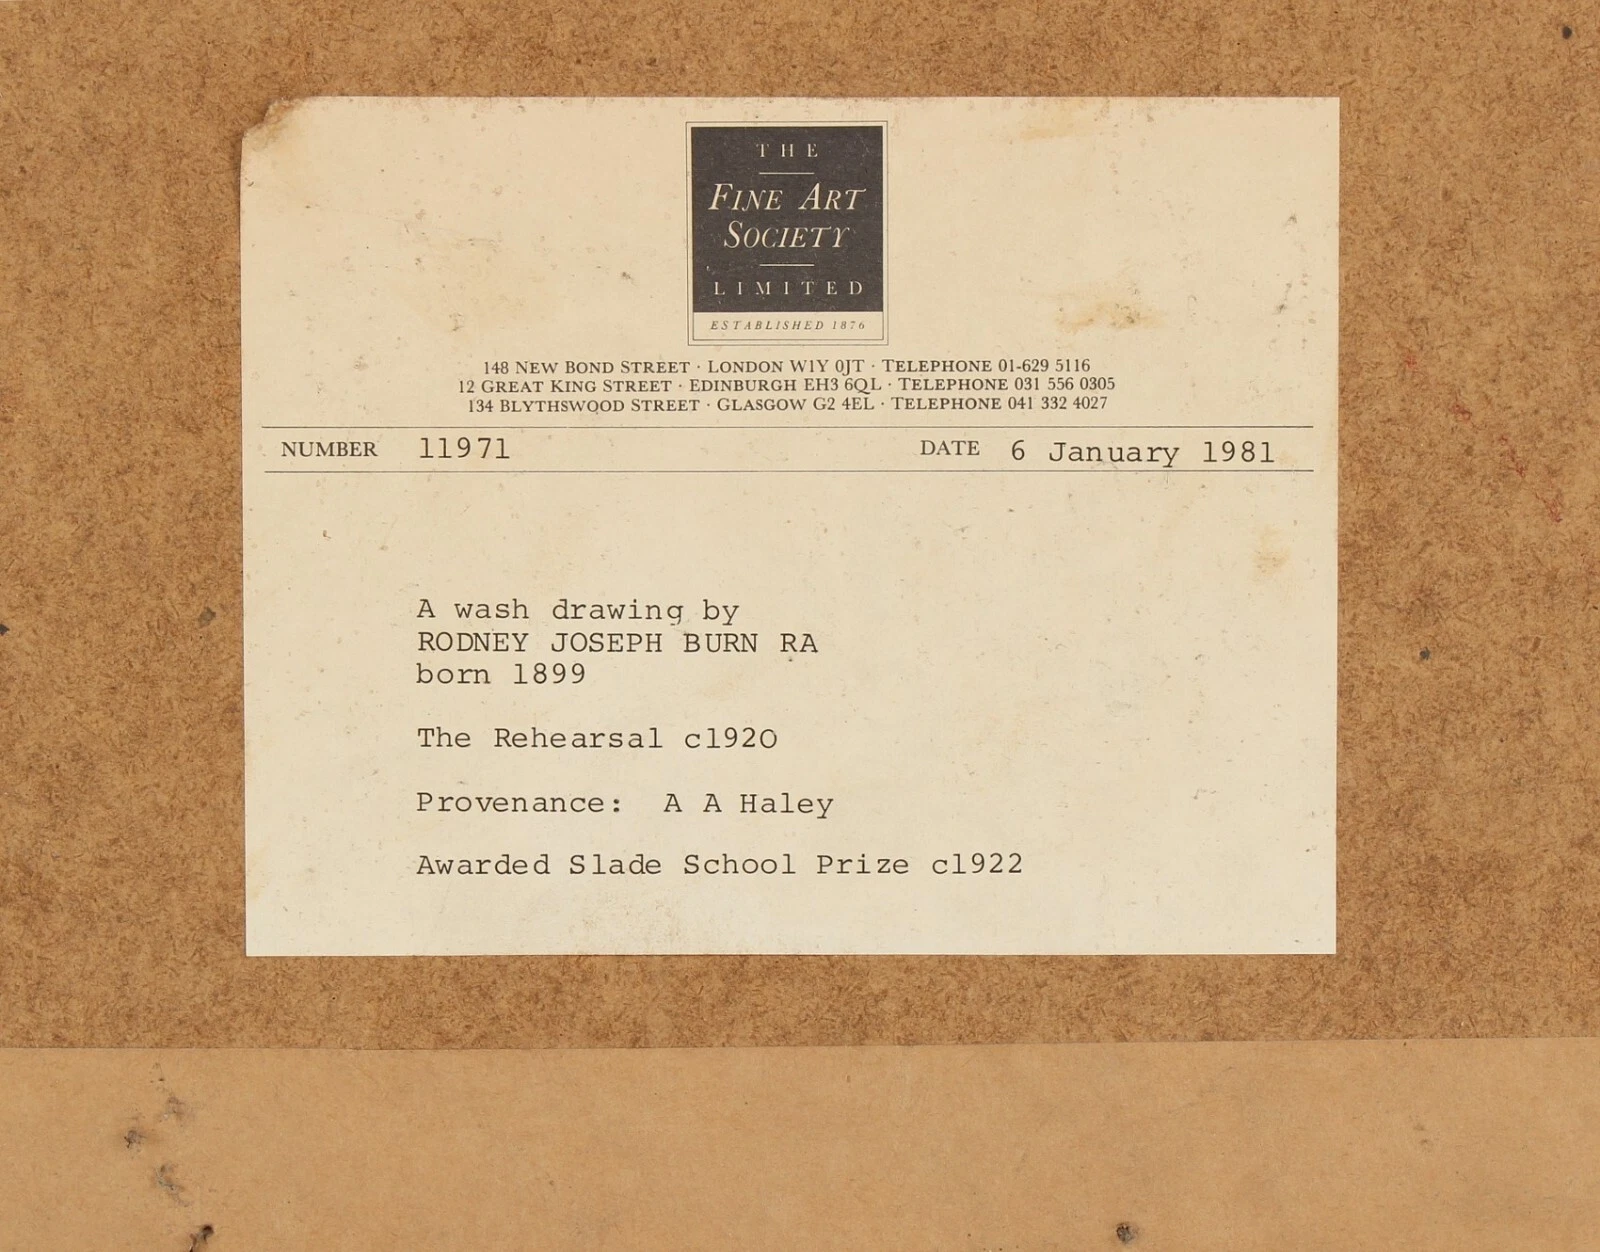 THE
FINE ART
SOCIETY
LIMITED
ESTABLISHED 1876
148 NEW BOND STREET · LONDON W1Y 0JT · TELEPHONE 01-629 5116
12 GREAT KING STREET · EDINBURGH EH3 6QL · TELEPHONE 031 556 0305
134 BLYTHSWOOD STREET · GLASGOW G2 4EL · TELEPHONE 041 332 4027
NUMBER 11971 DATE 6 January 1981
A wash drawing by
RODNEY JOSEPH BURN RA
born 1899
The Rehearsal c1920
Provenance: A A Haley
Awarded Slade School Prize c1922